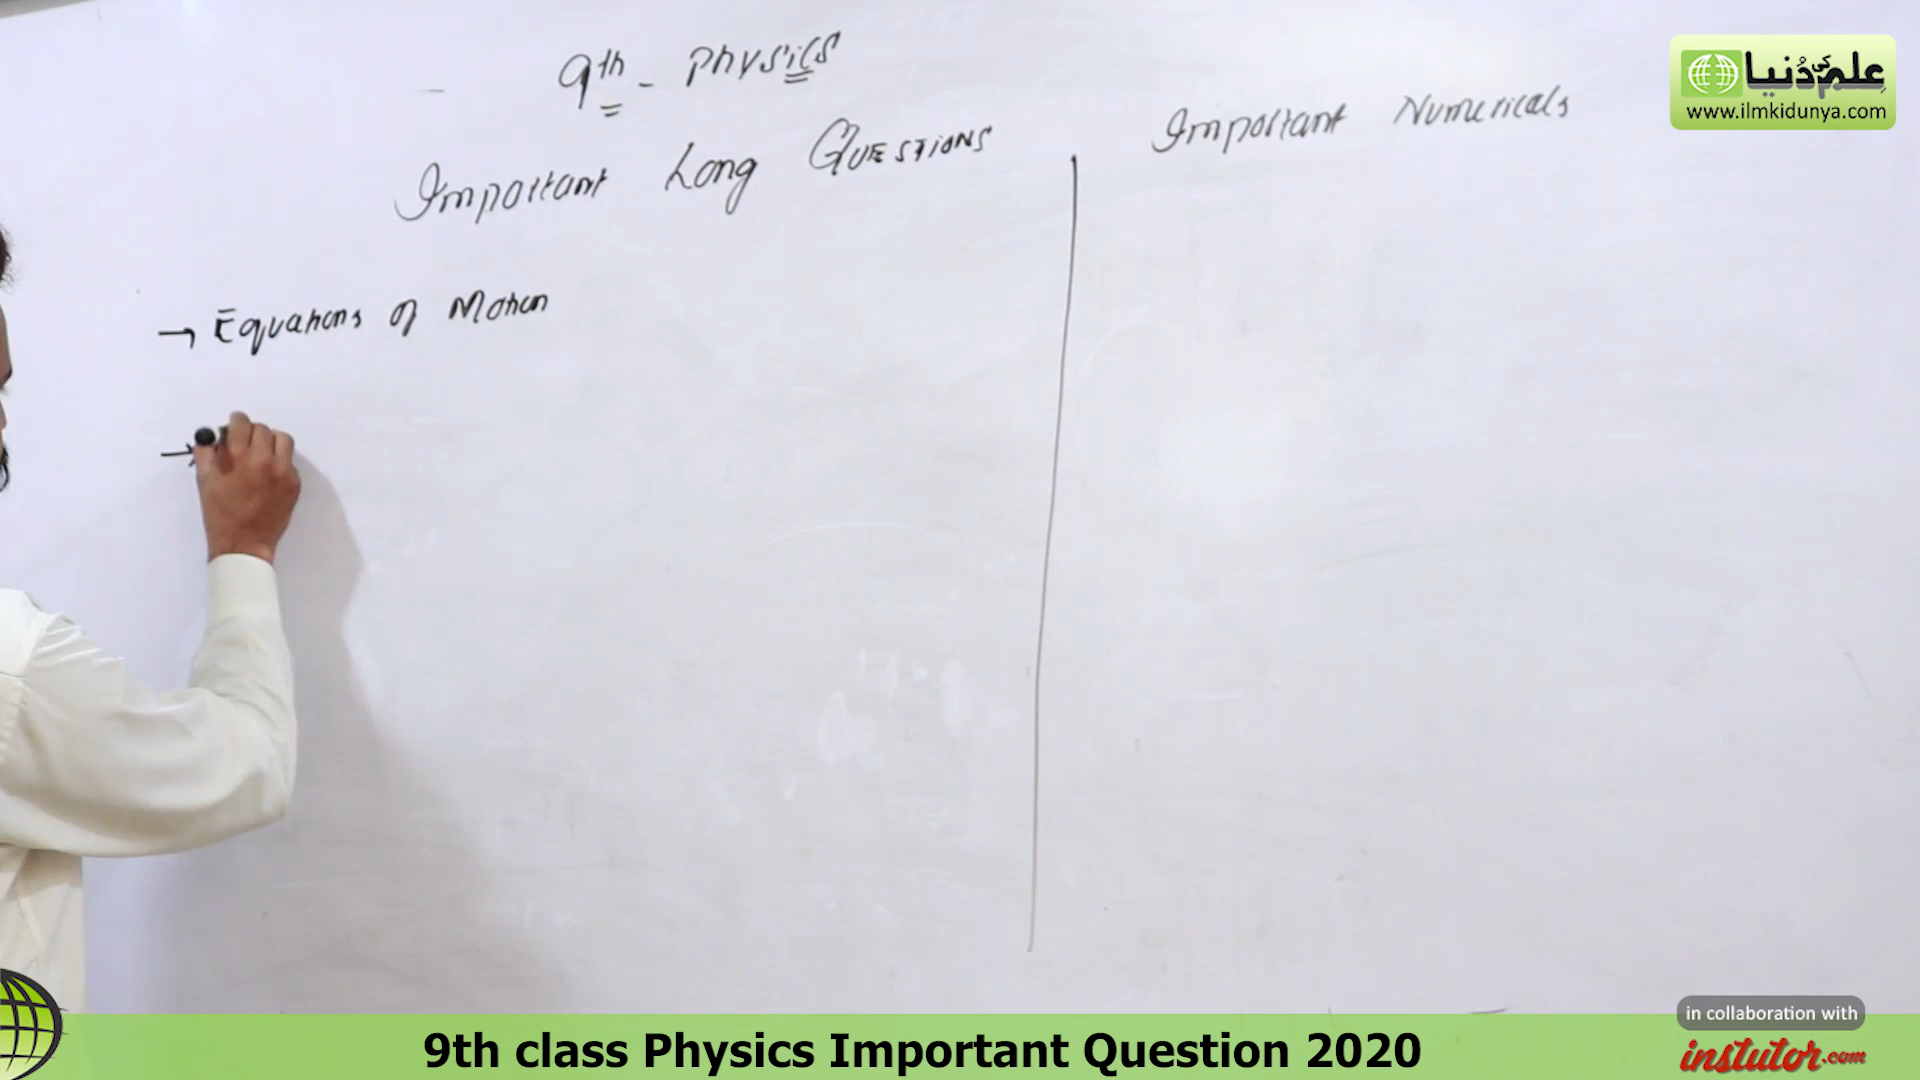 9th - Physics
Important Long Questions
Important Numericals
→ Equations of Motion
→
علم کی دُنیا
www.ilmkidunya.com
in collaboration with
instutor.com
9th class Physics Important Question 2020